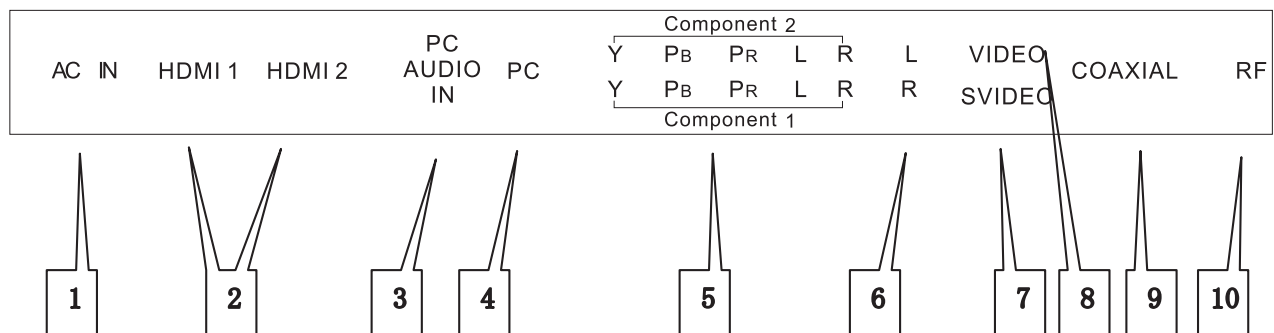 Component 2
Y PB PR L R L VIDEO
AC IN HDMI 1 HDMI 2 PC AUDIO IN PC COAXIAL RF
Y PB PR L R R SVIDEO
Component 1
1 2 3 4 5 6 7 8 9 10